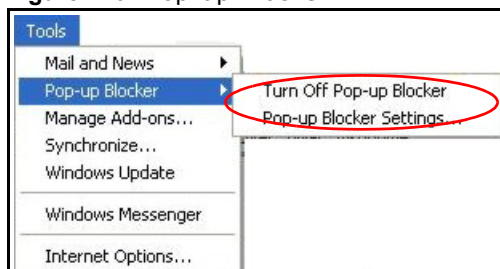 Tools
Mail and News
Pop-up Blocker
Turn Off Pop-up Blocker
Manage Add-ons...
Pop-up Blocker Settings...
Synchronize...
Windows Update
Windows Messenger
Internet Options...